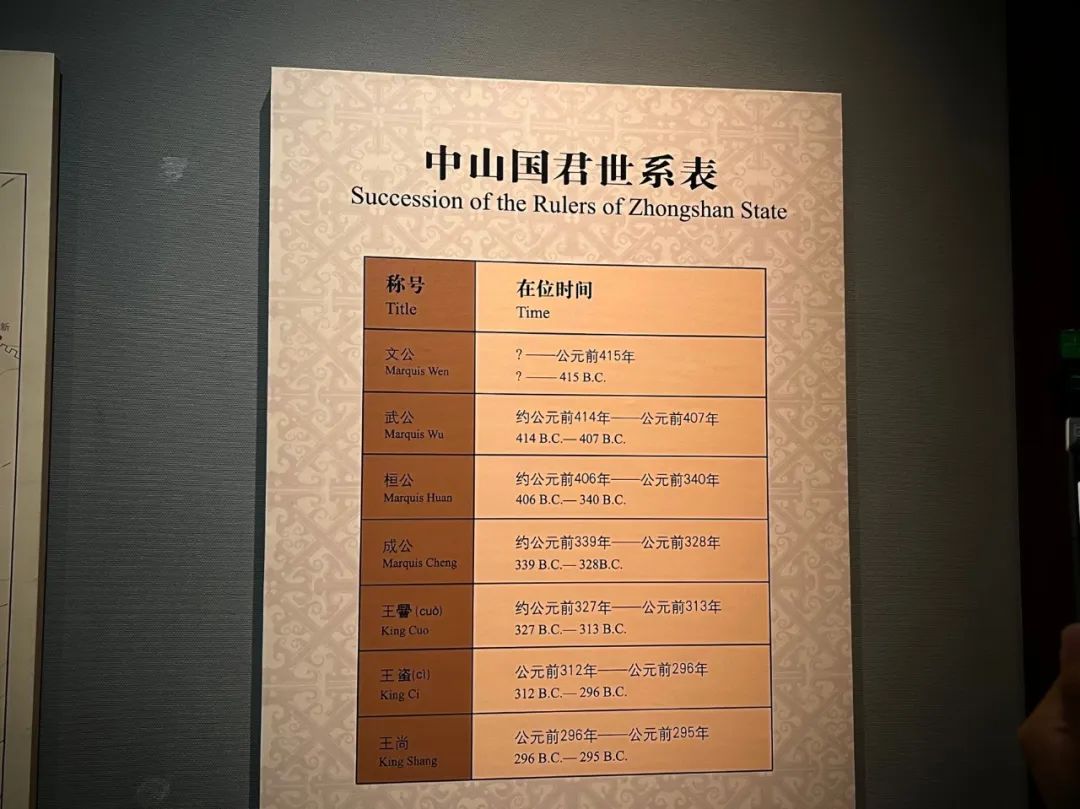 中山国君世系表
Succession of the Rulers of Zhongshan State
称号
Title
在位时间
Time
文公
Marquis Wen
?——公元前415年
? —— 415 B.C.
武公
Marquis Wu
约公元前414年——公元前407年
414 B.C.— 407 B.C.
桓公
Marquis Huan
约公元前406年——公元前340年
406 B.C.— 340 B.C.
成公
Marquis Cheng
约公元前339年——公元前328年
339 B.C.— 328B.C.
王𰯼(cuò)
King Cuo
约公元前327年——公元前313年
327 B.C.— 313 B.C.
王𧊒(cì)
King Ci
公元前312年——公元前296年
312 B.C.— 296 B.C.
王尚
King Shang
公元前296年——公元前295年
296 B.C.— 295 B.C.
新